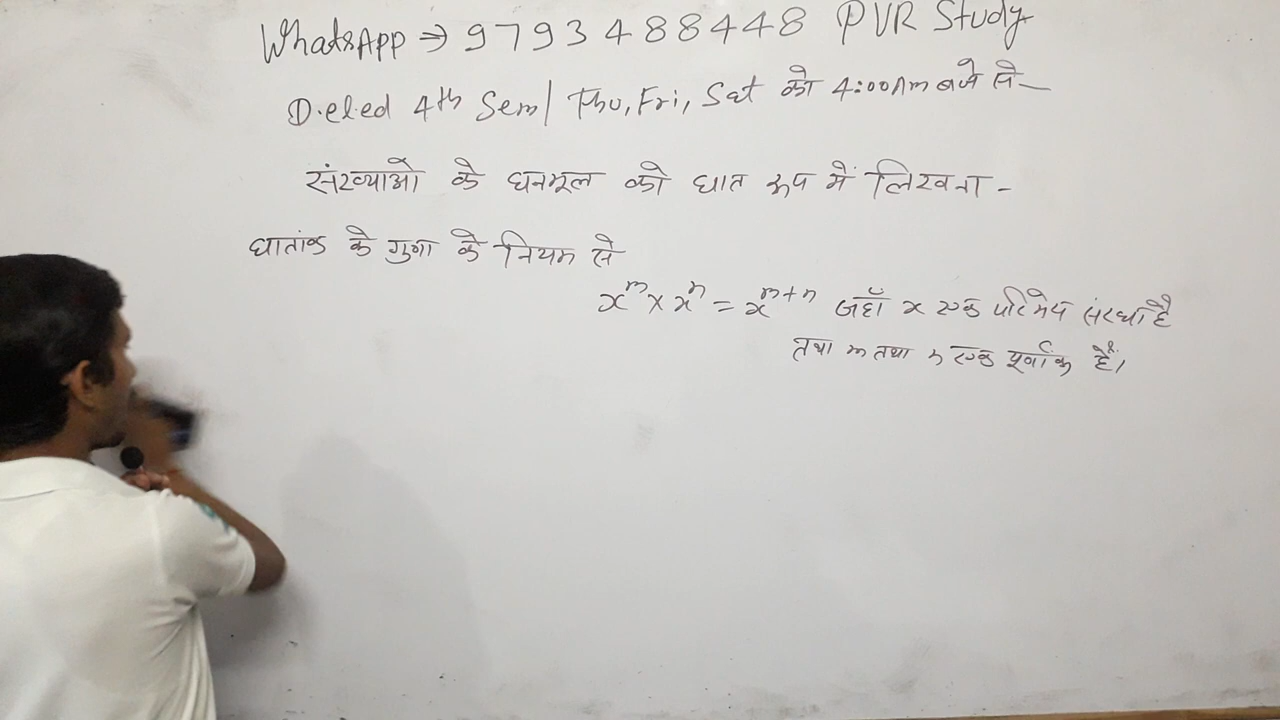 WhatsApp ⇒ 9793488448 PVR Study
D.el.ed 4th Sem/ Thu, Fri, Sat को 4:00Am बजे से—
संख्याओ के घनमूल को घात रूप में लिखना -
घातांक के गुणा के नियम से
x^m × x^n = x^m+n जहाँ x एक परिमेय संख्या है
तथा m तथा n एक पूर्णांक हैं।